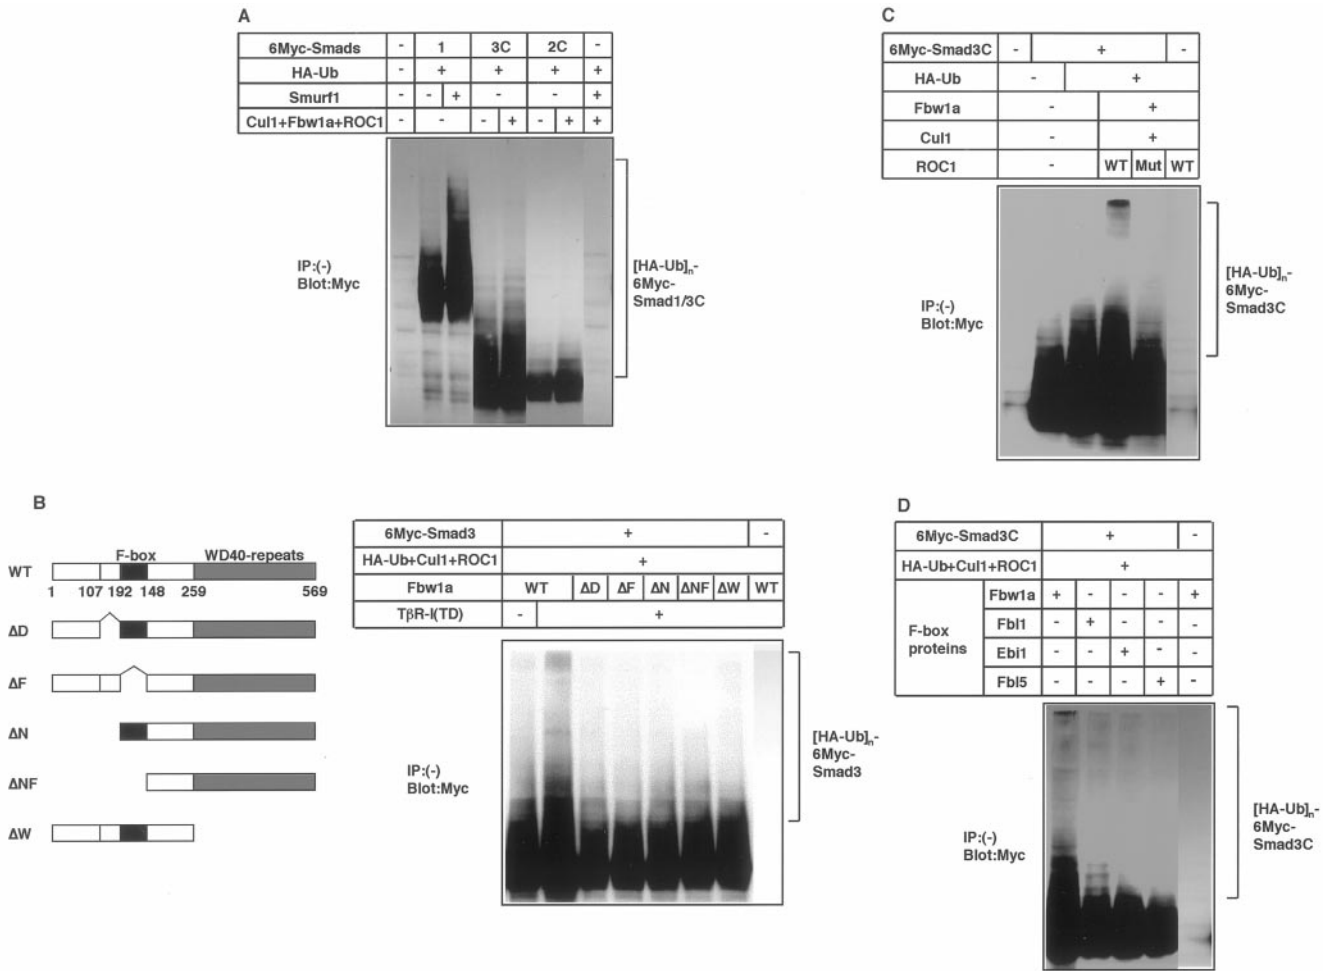 A
6Myc-Smads - 1 3C 2C -
HA-Ub - + + + +
Smurf1 - - + - - +
Cul1+Fbw1a+ROC1 - - - + - + +
IP:(-)
Blot:Myc
[HA-Ub]n-
6Myc-
Smad1/3C
C
6Myc-Smad3C - + -
HA-Ub - +
Fbw1a - +
Cul1 - +
ROC1 - WT Mut WT
IP:(-)
Blot:Myc
[HA-Ub]n-
6Myc-
Smad3C
B
F-box WD40-repeats
WT
1 107 192 148 259 569
ΔD
ΔF
ΔN
ΔNF
ΔW
6Myc-Smad3 + -
HA-Ub+Cul1+ROC1 +
Fbw1a WT ΔD ΔF ΔN ΔNF ΔW WT
TβR-I(TD) - +
IP:(-)
Blot:Myc
[HA-Ub]n-
6Myc-
Smad3
D
6Myc-Smad3C + -
HA-Ub+Cul1+ROC1 +
F-box
proteins
Fbw1a + - - - +
Fbl1 - + - - -
Ebi1 - - + - -
Fbl5 - - - + -
IP:(-)
Blot:Myc
[HA-Ub]n-
6Myc-
Smad3C